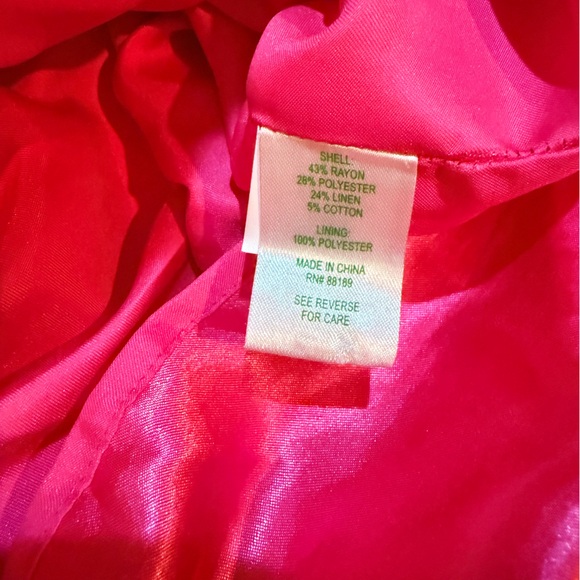 SHELL:
43% RAYON
28% POLYESTER
24% LINEN
5% COTTON
LINING:
100% POLYESTER
MADE IN CHINA
RN# 88189
SEE REVERSE
FOR CARE